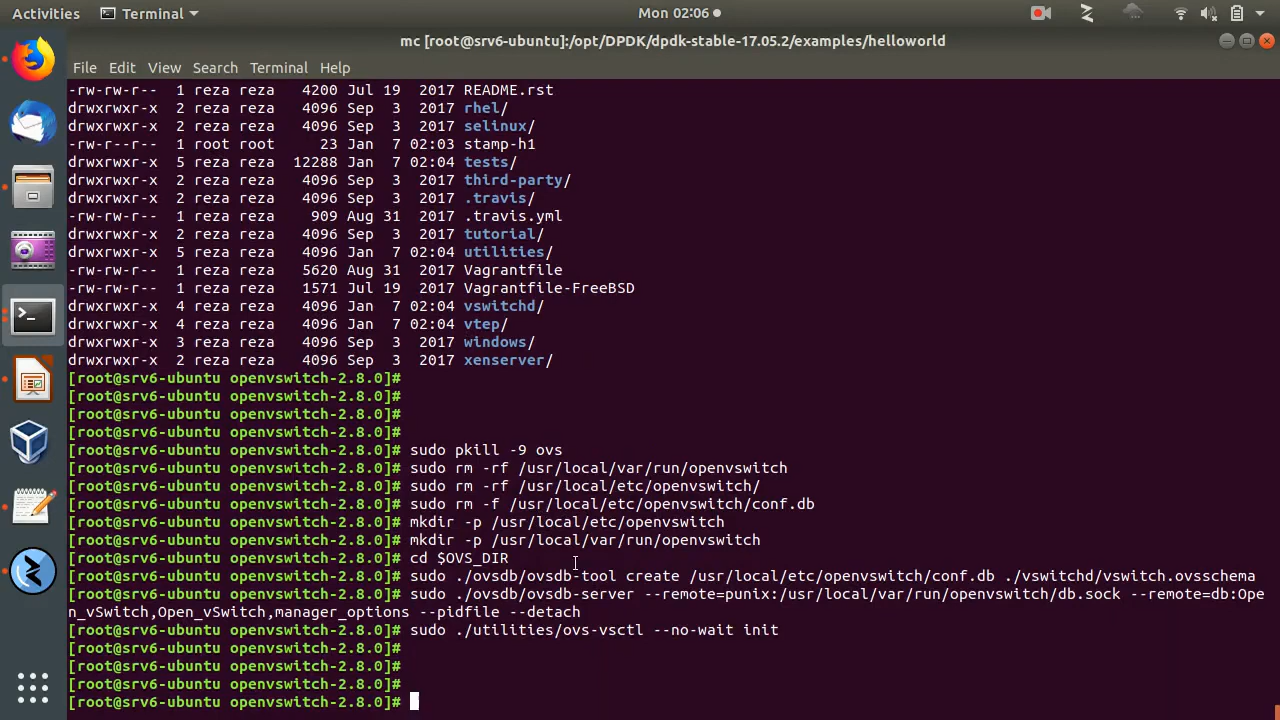 Activities
Terminal
Mon 02:06
mc [root@srv6-ubuntu]:/opt/DPDK/dpdk-stable-17.05.2/examples/helloworld
File Edit View Search Terminal Help
-rw-rw-r-- 1 reza reza 4200 Jul 19 2017 README.rst
drwxrwxr-x 2 reza reza 4096 Sep 3 2017 rhel/
drwxrwxr-x 2 reza reza 4096 Sep 3 2017 selinux/
-rw-r--r-- 1 root root 23 Jan 7 02:03 stamp-h1
drwxrwxr-x 5 reza reza 12288 Jan 7 02:04 tests/
drwxrwxr-x 2 reza reza 4096 Sep 3 2017 third-party/
drwxrwxr-x 2 reza reza 4096 Sep 3 2017 .travis/
-rw-rw-r-- 1 reza reza 909 Aug 31 2017 .travis.yml
drwxrwxr-x 2 reza reza 4096 Sep 3 2017 tutorial/
drwxrwxr-x 5 reza reza 4096 Jan 7 02:04 utilities/
-rw-rw-r-- 1 reza reza 5620 Aug 31 2017 Vagrantfile
-rw-rw-r-- 1 reza reza 1571 Jul 19 2017 Vagrantfile-FreeBSD
drwxrwxr-x 4 reza reza 4096 Jan 7 02:04 vswitchd/
drwxrwxr-x 4 reza reza 4096 Jan 7 02:04 vtep/
drwxrwxr-x 3 reza reza 4096 Sep 3 2017 windows/
drwxrwxr-x 2 reza reza 4096 Sep 3 2017 xenserver/
[root@srv6-ubuntu openvswitch-2.8.0]#
[root@srv6-ubuntu openvswitch-2.8.0]#
[root@srv6-ubuntu openvswitch-2.8.0]#
[root@srv6-ubuntu openvswitch-2.8.0]#
[root@srv6-ubuntu openvswitch-2.8.0]# sudo pkill -9 ovs
[root@srv6-ubuntu openvswitch-2.8.0]# sudo rm -rf /usr/local/var/run/openvswitch
[root@srv6-ubuntu openvswitch-2.8.0]# sudo rm -rf /usr/local/etc/openvswitch/
[root@srv6-ubuntu openvswitch-2.8.0]# sudo rm -f /usr/local/etc/openvswitch/conf.db
[root@srv6-ubuntu openvswitch-2.8.0]# mkdir -p /usr/local/etc/openvswitch
[root@srv6-ubuntu openvswitch-2.8.0]# mkdir -p /usr/local/var/run/openvswitch
[root@srv6-ubuntu openvswitch-2.8.0]# cd $OVS_DIR
[root@srv6-ubuntu openvswitch-2.8.0]# sudo ./ovsdb/ovsdb-tool create /usr/local/etc/openvswitch/conf.db ./vswitchd/vswitch.ovsschema
[root@srv6-ubuntu openvswitch-2.8.0]# sudo ./ovsdb/ovsdb-server --remote=punix:/usr/local/var/run/openvswitch/db.sock --remote=db:Ope
n_vSwitch,Open_vSwitch,manager_options --pidfile --detach
[root@srv6-ubuntu openvswitch-2.8.0]# sudo ./utilities/ovs-vsctl --no-wait init
[root@srv6-ubuntu openvswitch-2.8.0]#
[root@srv6-ubuntu openvswitch-2.8.0]#
[root@srv6-ubuntu openvswitch-2.8.0]#
[root@srv6-ubuntu openvswitch-2.8.0]#